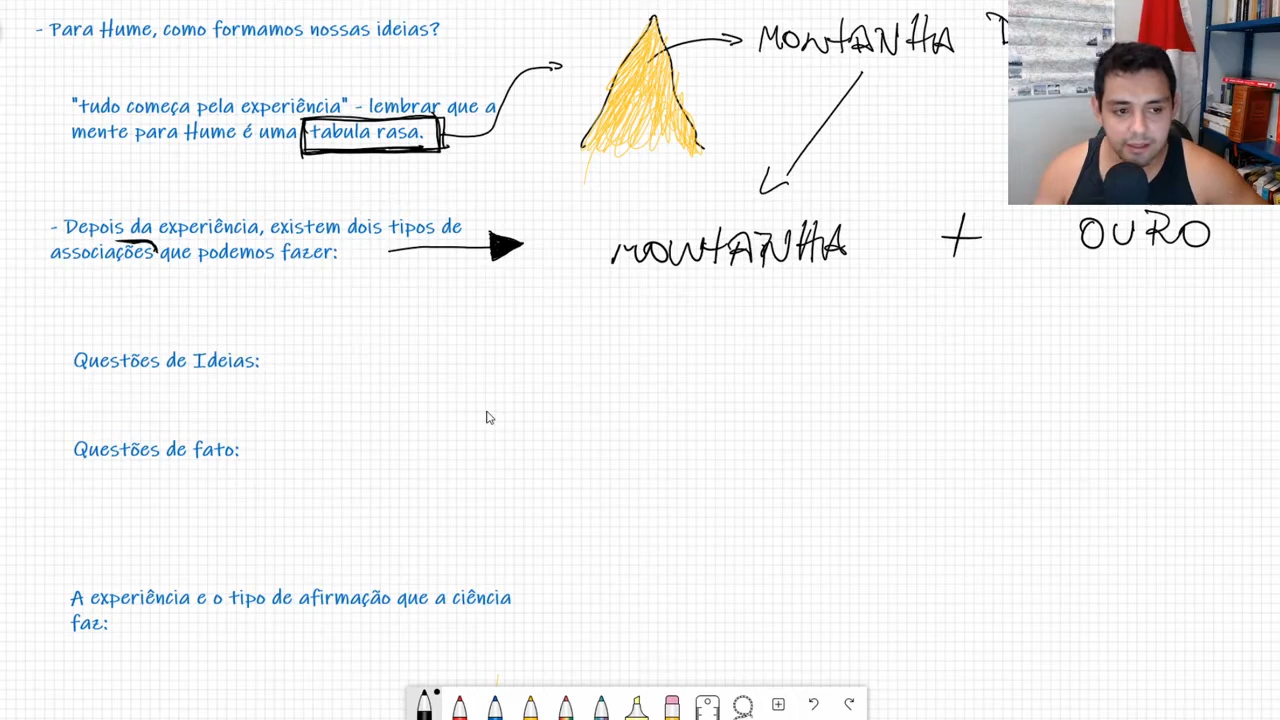 - Para Hume, como formamos nossas ideias?
MONTANHA
"tudo começa pela experiência" - lembrar que a
mente para Hume é uma tabula rasa.
- Depois da experiência, existem dois tipos de
associações que podemos fazer:
MONTANHA + OURO
Questões de Ideias:
Questões de fato:
A experiência e o tipo de afirmação que a ciência
faz: